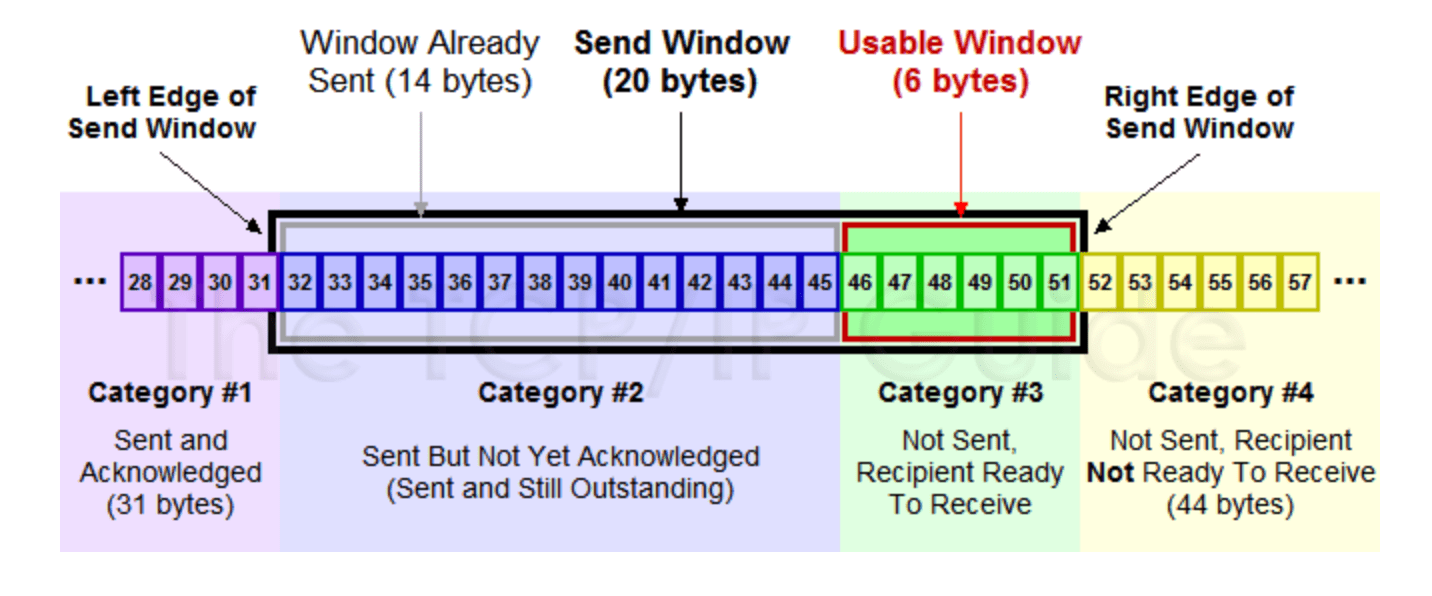 Window Already
Sent (14 bytes)
Send Window
(20 bytes)
Usable Window
(6 bytes)
Left Edge of
Send Window
Right Edge of
Send Window
... 28 29 30 31 32 33 34 35 36 37 38 39 40 41 42 43 44 45 46 47 48 49 50 51 52 53 54 55 56 57 ...
The TCP/IP Guide
Category #1
Sent and
Acknowledged
(31 bytes)
Category #2
Sent But Not Yet Acknowledged
(Sent and Still Outstanding)
Category #3
Not Sent,
Recipient Ready
To Receive
Category #4
Not Sent, Recipient
Not Ready To Receive
(44 bytes)